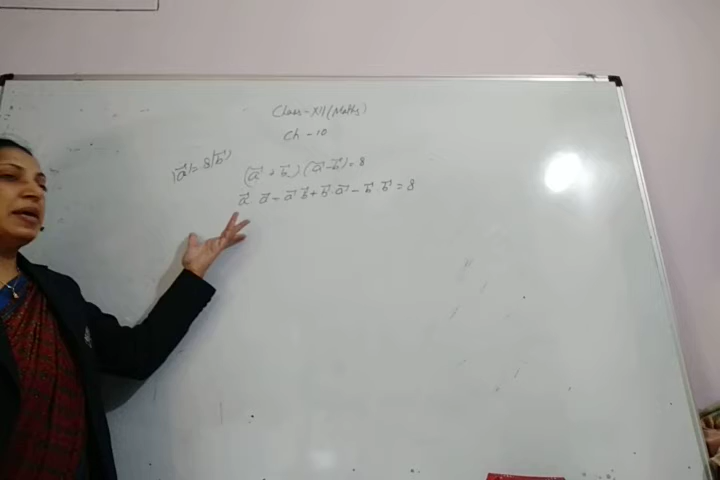 Class-XII (Maths)
Ch-10
|a⃗| = 8|b⃗|
(a⃗ + b⃗) (a⃗ - b⃗) = 8
a⃗ a⃗ - a⃗ b⃗ + b⃗ · a⃗ - b⃗ · b⃗ = 8